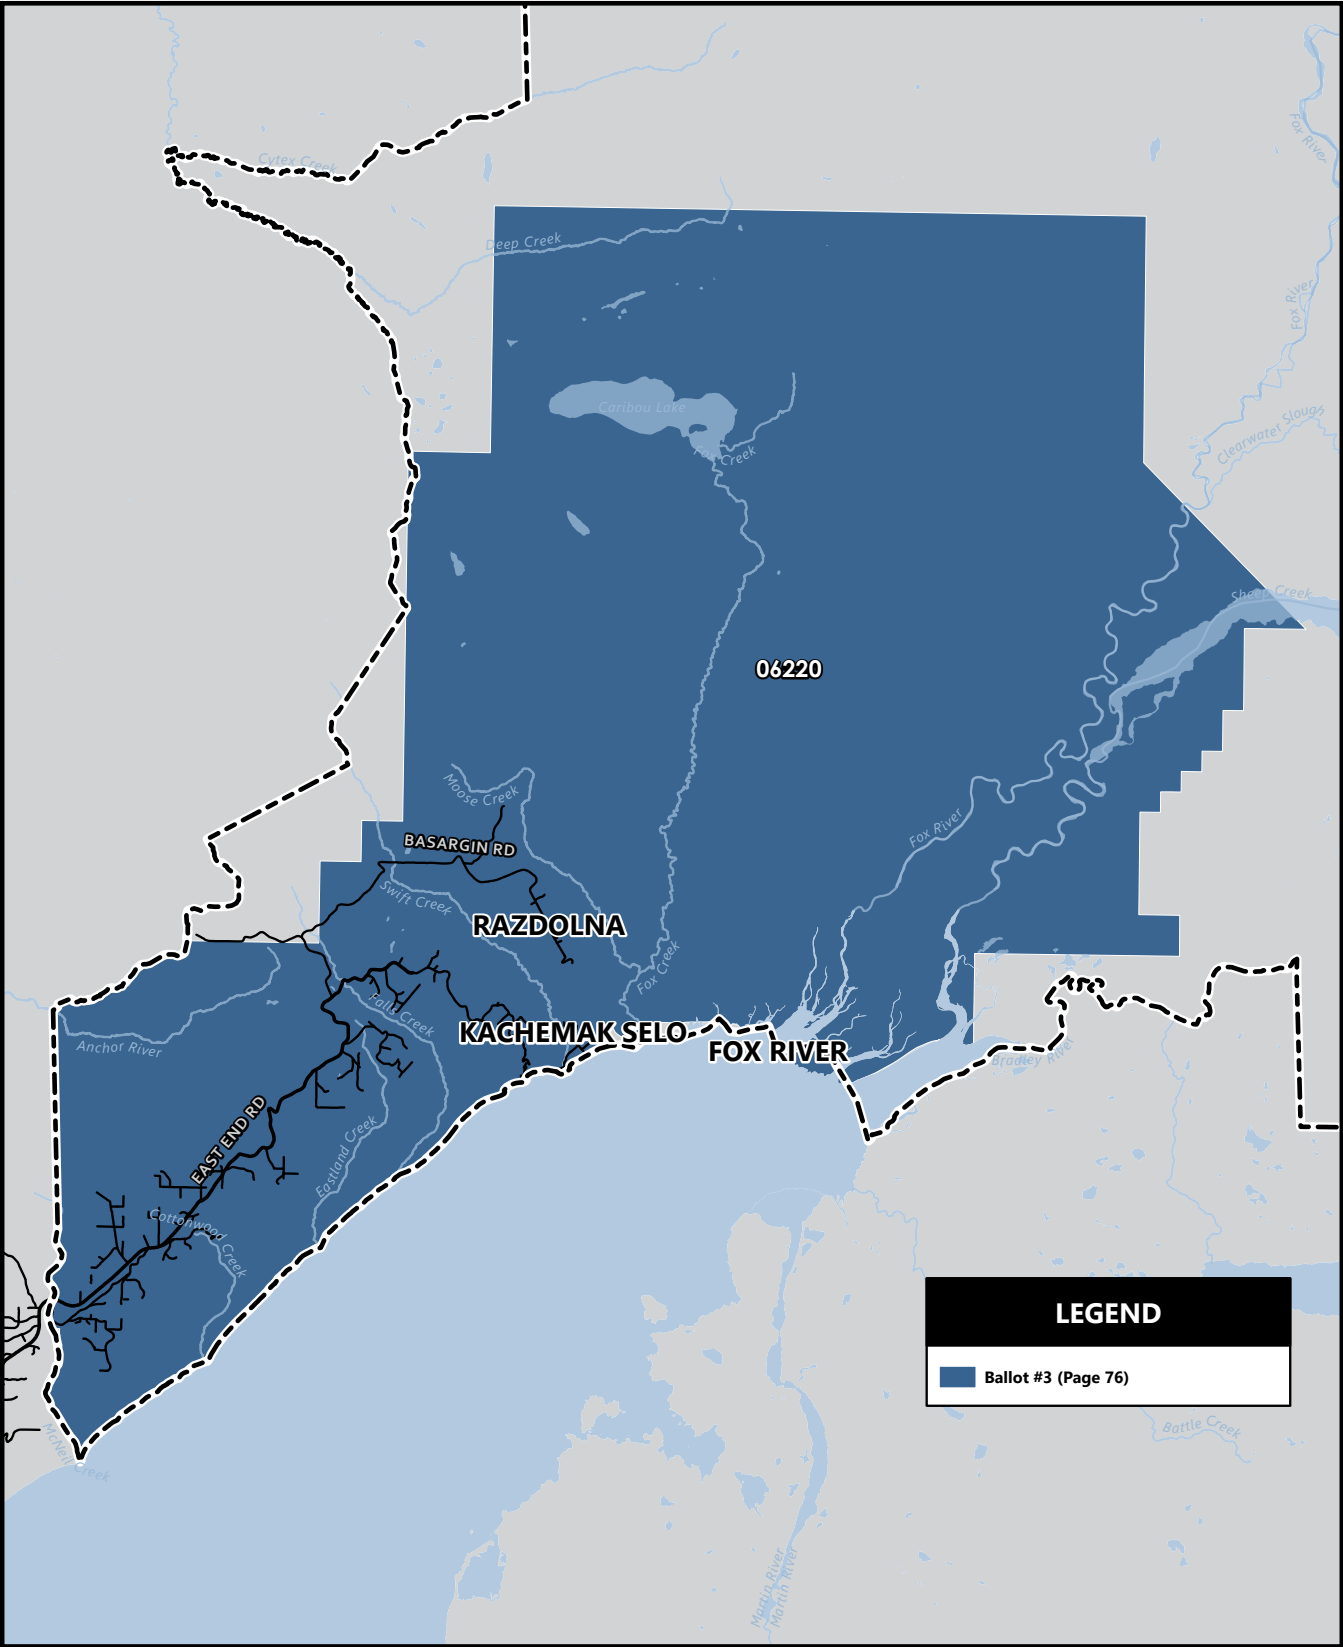 Fox River
Cytex Creek
Deep Creek
Fox River
Caribou Lake
Clearwater Slough
Fox Creek
Sheep Creek
06220
Moose Creek
Fox River
BASARGIN RD
Swift Creek
RAZDOLNA
Fox Creek
Falls Creek
KACHEMAK SELO
FOX RIVER
Anchor River
Bradley River
EAST END RD
Eastland Creek
Cottonwood Creek
LEGEND
Ballot #3 (Page 76)
Battle Creek
McNeil Creek
Martin River
Martin River